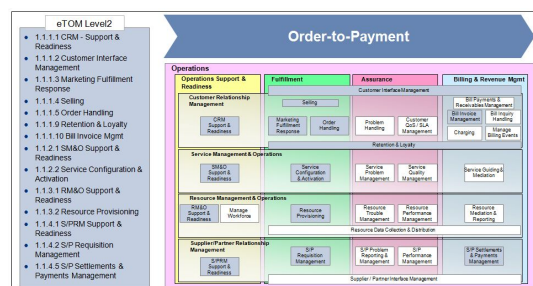 eTOM Level2
• 1.1.1.1 CRM - Support &
Readiness
• 1.1.1.2 Customer Interface
Management
• 1.1.1.3 Marketing Fulfillment
Response
• 1.1.1.4 Selling
• 1.1.1.5 Order Handling
• 1.1.1.9 Retention & Loyalty
• 1.1.1.10 Bill Invoice Mgmt
• 1.1.2.1 SM&O Support &
Readiness
• 1.1.2.2 Service Configuration &
Activation
• 1.1.3.1 RM&O Support &
Readiness
• 1.1.3.2 Resource Provisioning
• 1.1.4.1 S/PRM Support &
Readiness
• 1.1.4.2 S/P Requisition
Management
• 1.1.4.5 S/P Settlements &
Payments Management
Order-to-Payment
Operations
Operations Support &
Readiness
Fulfillment
Assurance
Billing & Revenue Mgmt
Customer Interface Management
Customer Relationship
Management
Selling
Bill Payments &
Receivables Management
CRM
Support &
Readiness
Marketing
Fulfillment
Response
Order
Handling
Problem
Handling
Customer
QoS / SLA
Management
Bill Invoice
Management
Bill Inquiry
Handling
Charging
Manage
Billing Events
Retention & Loyalty
Service Management & Operations
SM&O
Support &
Readiness
Service
Configuration
& Activation
Service
Problem
Management
Service
Quality
Management
Service Guiding &
Mediation
Resource Management & Operations
RM&O
Support &
Readiness
Manage
Workforce
Resource
Provisioning
Resource
Trouble
Management
Resource
Performance
Management
Resource
Mediation
& Reporting
Resource Data Collection & Distribution
Supplier/Partner Relationship
Management
S/PRM
Support &
Readiness
S/P
Requisition
Management
S/P Problem
Reporting &
Management
S/P
Performance
Management
S/P Settlements
& Payments
Management
Supplier / Partner Interface Management